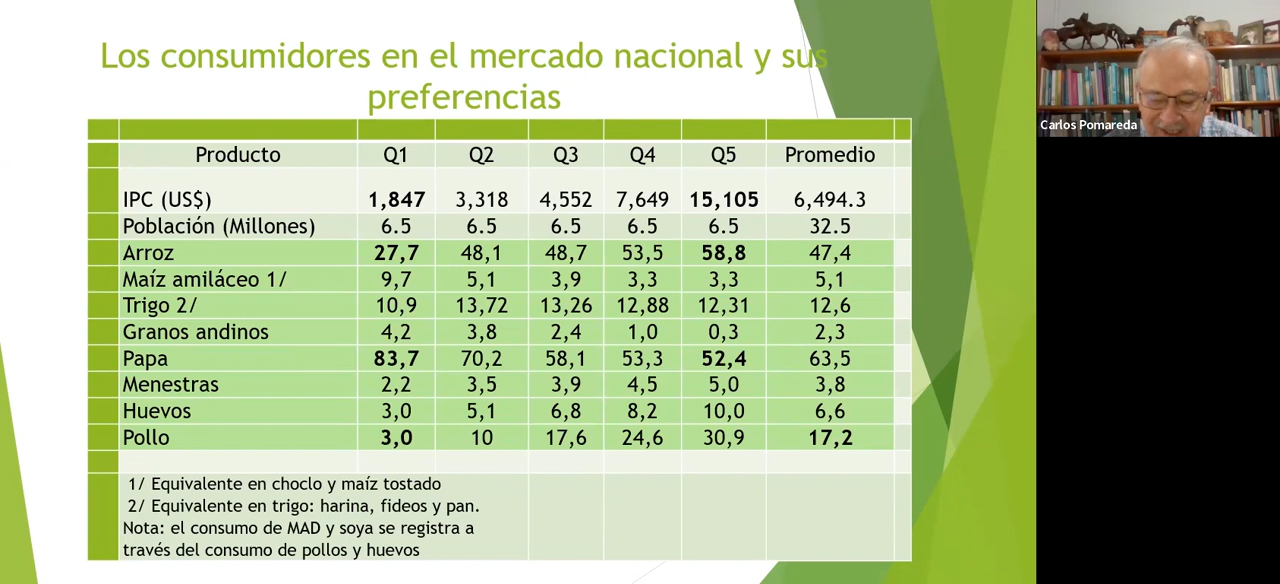 Los consumidores en el mercado nacional y sus
preferencias
Producto Q1 Q2 Q3 Q4 Q5 Promedio
IPC (US$) 1,847 3,318 4,552 7,649 15,105 6,494.3
Población (Millones) 6.5 6.5 6.5 6.5 6.5 32.5
Arroz 27,7 48,1 48,7 53,5 58,8 47,4
Maíz amiláceo 1/ 9,7 5,1 3,9 3,3 3,3 5,1
Trigo 2/ 10,9 13,72 13,26 12,88 12,31 12,6
Granos andinos 4,2 3,8 2,4 1,0 0,3 2,3
Papa 83,7 70,2 58,1 53,3 52,4 63,5
Menestras 2,2 3,5 3,9 4,5 5,0 3,8
Huevos 3,0 5,1 6,8 8,2 10,0 6,6
Pollo 3,0 10 17,6 24,6 30,9 17,2
1/ Equivalente en choclo y maíz tostado
2/ Equivalente en trigo: harina, fideos y pan.
Nota: el consumo de MAD y soya se registra a
través del consumo de pollos y huevos
Carlos Pomareda